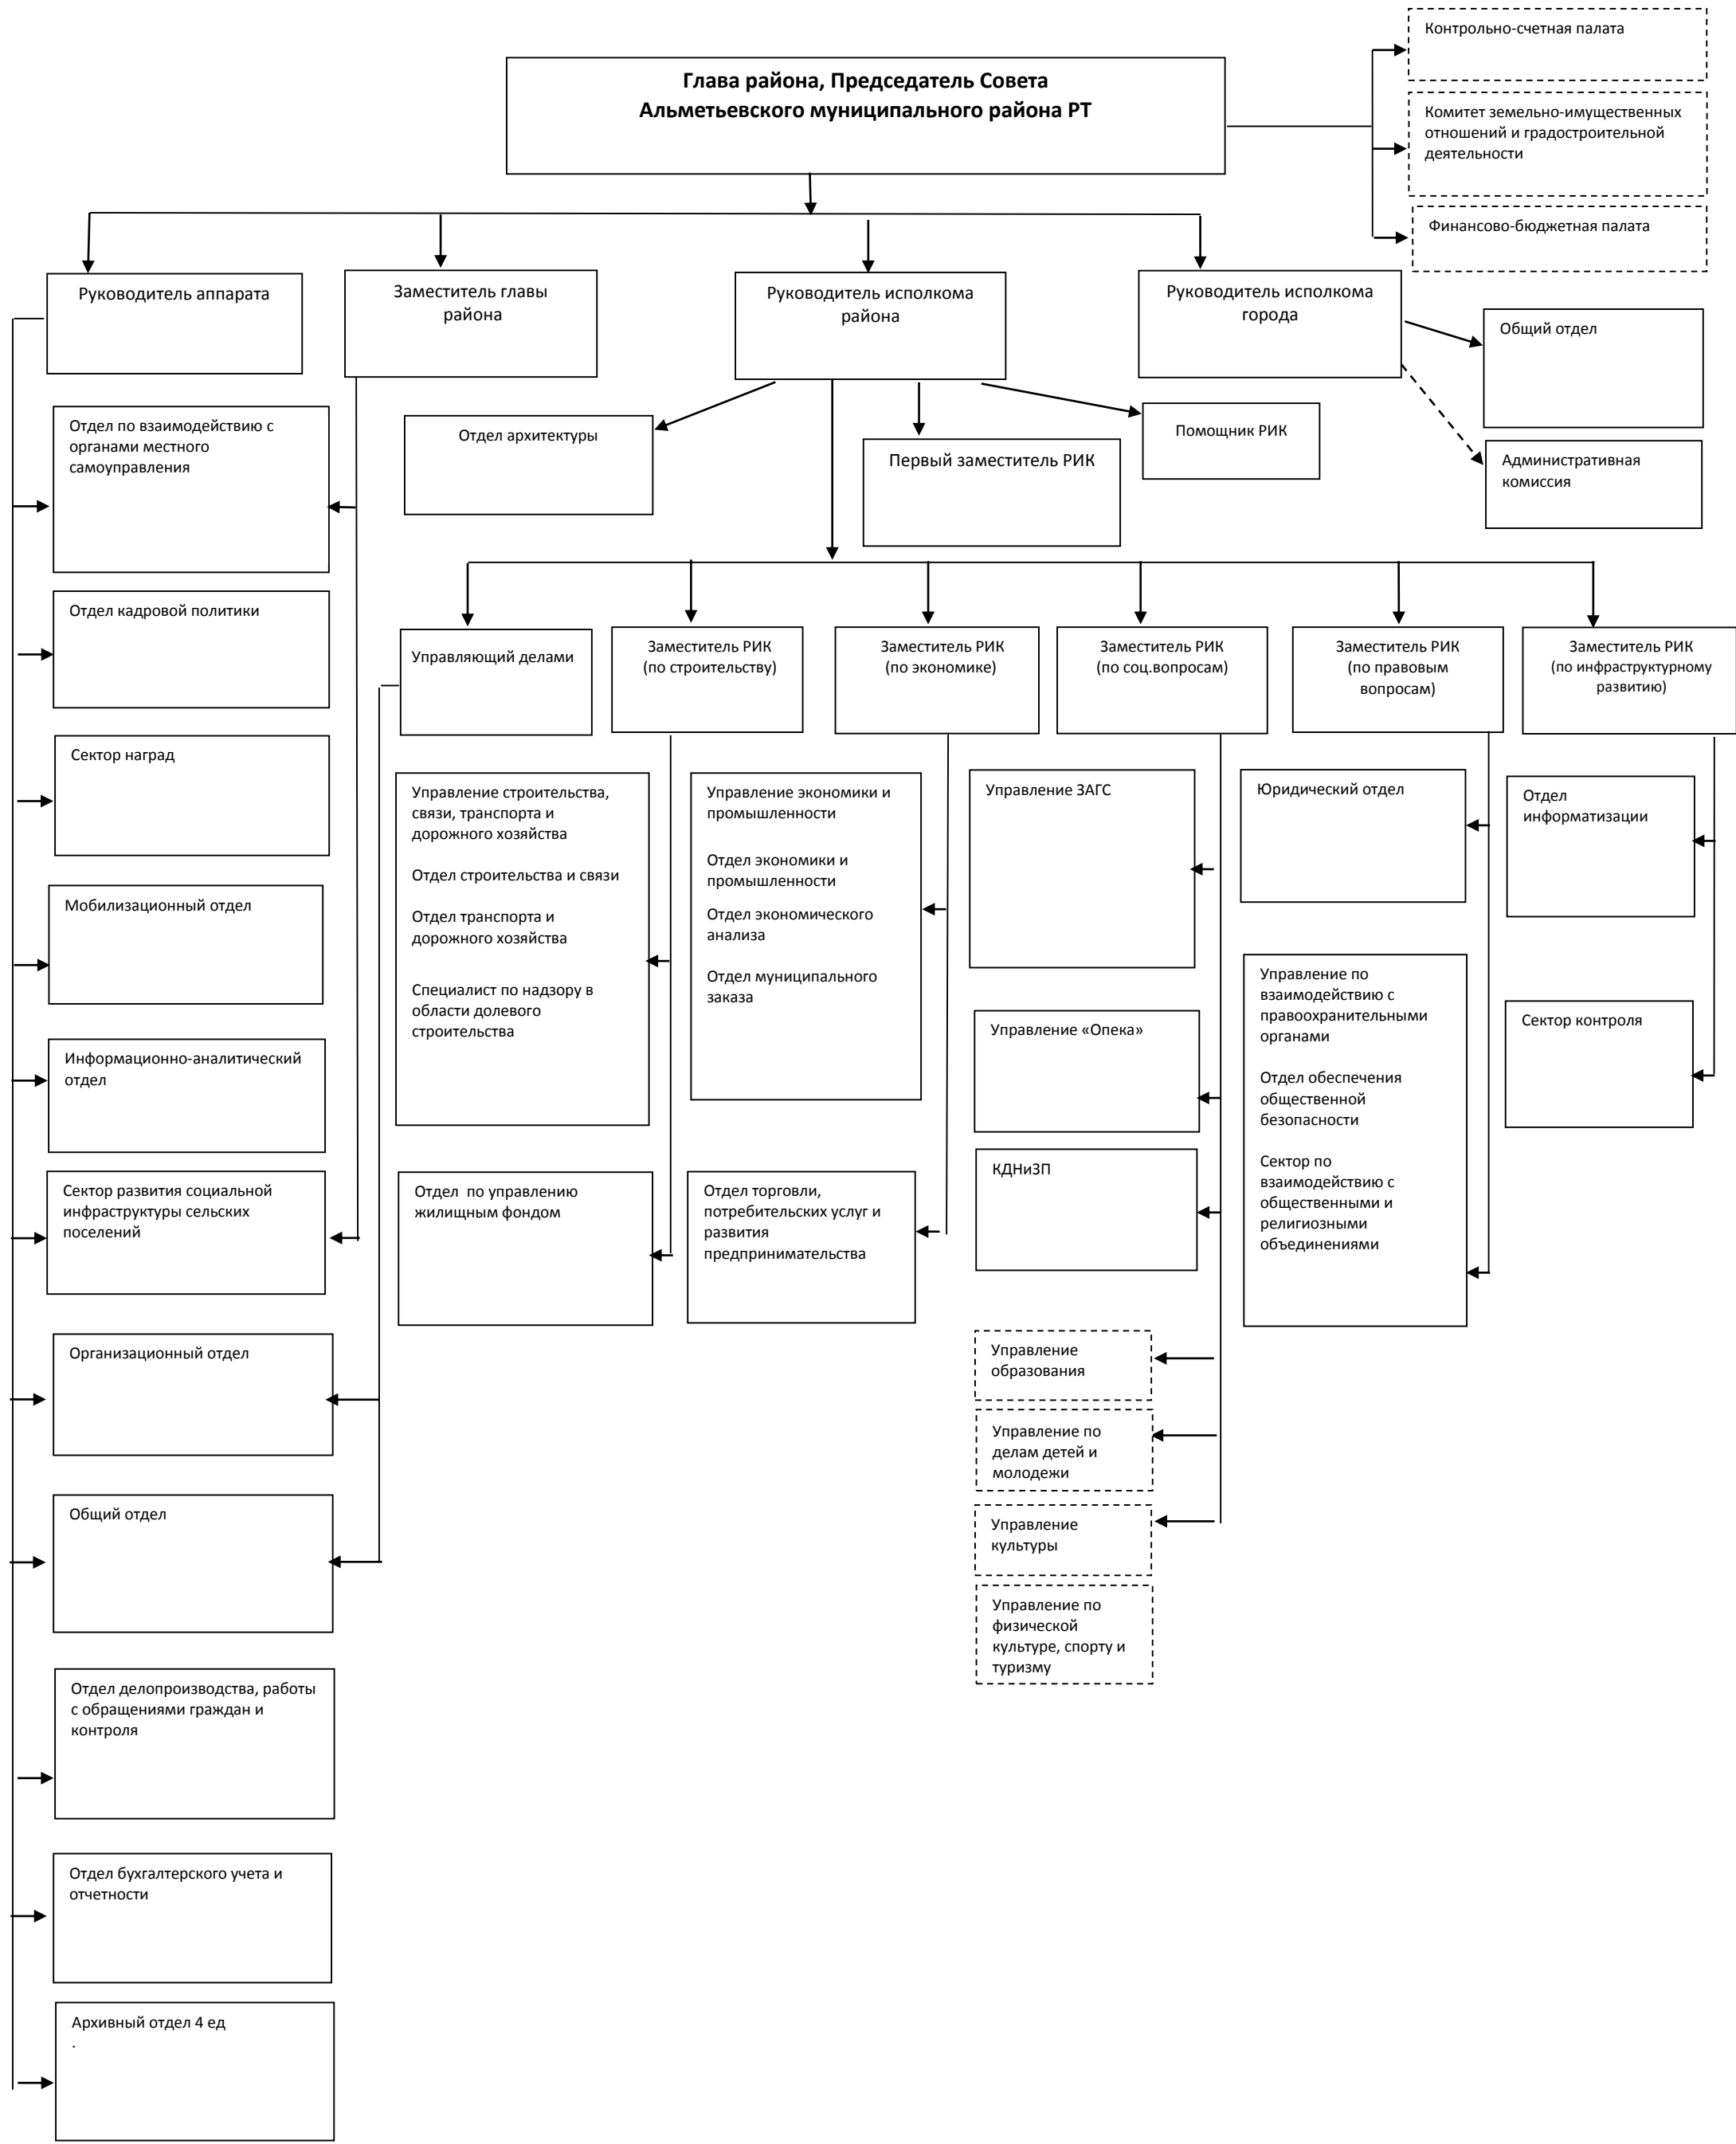 Контрольно-счетная палата
Глава района, Председатель Совета
Альметьевского муниципального района РТ
Комитет земельно-имущественных
отношений и градостроительной
деятельности
Финансово-бюджетная палата
Руководитель аппарата
Заместитель главы
района
Руководитель исполкома
района
Руководитель исполкома
города
Общий отдел
Отдел по взаимодействию с
органами местного
самоуправления
Отдел архитектуры
Первый заместитель РИК
Помощник РИК
Административная
комиссия
Отдел кадровой политики
Управляющий делами
Заместитель РИК
(по строительству)
Заместитель РИК
(по экономике)
Заместитель РИК
(по соц.вопросам)
Заместитель РИК
(по правовым
вопросам)
Заместитель РИК
(по инфраструктурному
развитию)
Сектор наград
Управление строительства,
связи, транспорта и
дорожного хозяйства
Отдел строительства и связи
Отдел транспорта и
дорожного хозяйства
Специалист по надзору в
области долевого
строительства
Управление экономики и
промышленности
Отдел экономики и
промышленности
Отдел экономического
анализа
Отдел муниципального
заказа
Управление ЗАГС
Юридический отдел
Отдел
информатизации
Мобилизационный отдел
Управление «Опека»
Управление по
взаимодействию с
правоохранительными
органами
Отдел обеспечения
общественной
безопасности
Сектор по
взаимодействию с
общественными и
религиозными
объединениями
Сектор контроля
Информационно-аналитический
отдел
КДНиЗП
Сектор развития социальной
инфраструктуры сельских
поселений
Отдел  по управлению
жилищным фондом
Отдел торговли,
потребительских услуг и
развития
предпринимательства
Организационный отдел
Управление
образования
Управление по
делам детей и
молодежи
Общий отдел
Управление
культуры
Управление по
физической
культуре, спорту и
туризму
Отдел делопроизводства, работы
с обращениями граждан и
контроля
Отдел бухгалтерского учета и
отчетности
Архивный отдел 4 ед
.